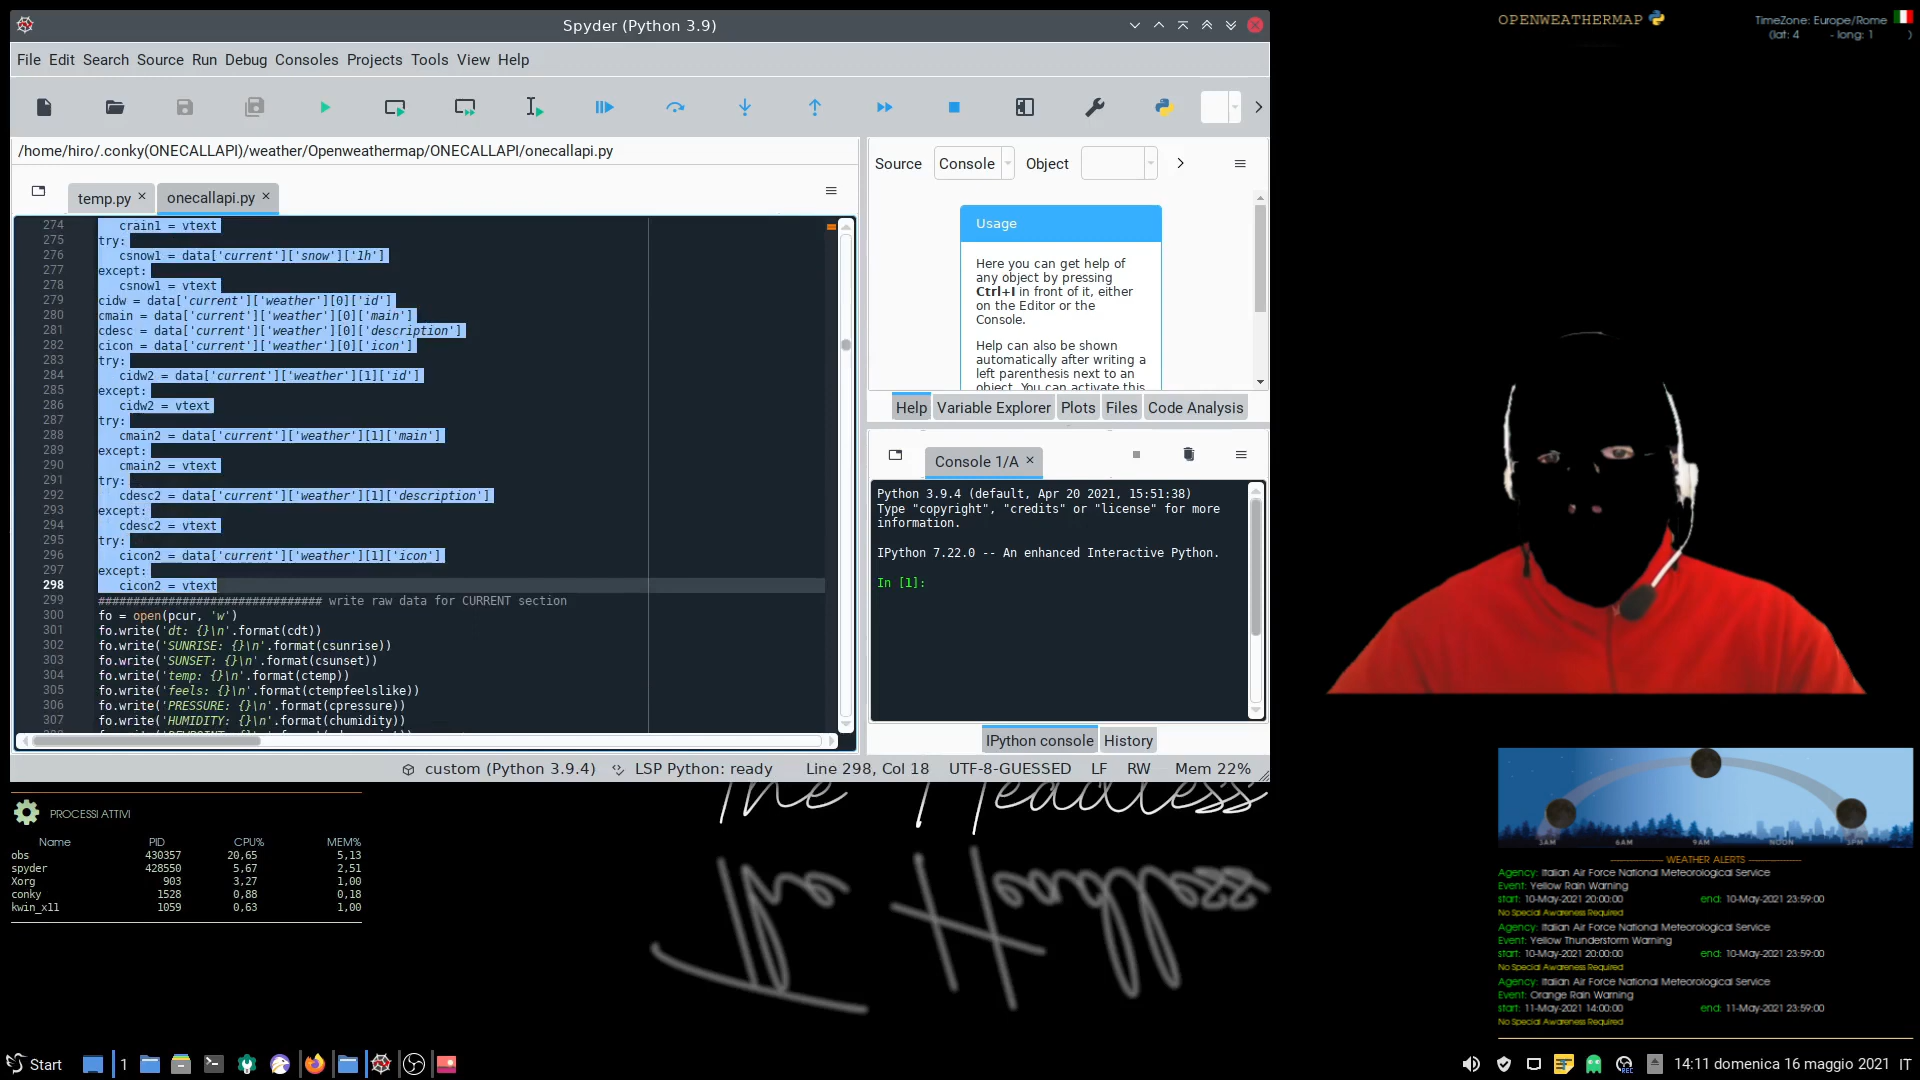 Spyder (Python 3.9)
File Edit Search Source Run Debug Consoles Projects Tools View Help
/home/hiro/.conky(ONECALLAPI)/weather/Openweathermap/ONECALLAPI/onecallapi.py
temp.py
onecallapi.py
274 crain1 = vtext
275 try:
276 csnow1 = data['current']['snow']['1h']
277 except:
278 csnow1 = vtext
279 cidw = data['current']['weather'][0]['id']
280 cmain = data['current']['weather'][0]['main']
281 cdesc = data['current']['weather'][0]['description']
282 cicon = data['current']['weather'][0]['icon']
283 try:
284 cidw2 = data['current']['weather'][1]['id']
285 except:
286 cidw2 = vtext
287 try:
288 cmain2 = data['current']['weather'][1]['main']
289 except:
290 cmain2 = vtext
291 try:
292 cdesc2 = data['current']['weather'][1]['description']
293 except:
294 cdesc2 = vtext
295 try:
296 cicon2 = data['current']['weather'][1]['icon']
297 except:
298 cicon2 = vtext
299 ################################ write raw data for CURRENT section
300 fo = open(pcur, 'w')
301 fo.write('dt: {}\n'.format(cdt))
302 fo.write('SUNRISE: {}\n'.format(csunrise))
303 fo.write('SUNSET: {}\n'.format(csunset))
304 fo.write('temp: {}\n'.format(ctemp))
305 fo.write('feels: {}\n'.format(ctempfeelslike))
306 fo.write('PRESSURE: {}\n'.format(cpressure))
307 fo.write('HUMIDITY: {}\n'.format(chumidity))
Source Console Object
Usage
Here you can get help of
any object by pressing
Ctrl+I in front of it, either
on the Editor or the
Console.
Help can also be shown
automatically after writing a
left parenthesis next to an
object. You can activate this
Help Variable Explorer Plots Files Code Analysis
Console 1/A
Python 3.9.4 (default, Apr 20 2021, 15:51:38)
Type "copyright", "credits" or "license" for more
information.
IPython 7.22.0 -- An enhanced Interactive Python.
In [1]:
IPython console History
custom (Python 3.9.4) LSP Python: ready Line 298, Col 18 UTF-8-GUESSED LF RW Mem 22%
The Headless
PROCESSI ATTIVI
Name PID CPU% MEM%
obs 430357 20,65 5,13
spyder 428550 5,67 2,51
Xorg 903 3,27 1,00
conky 1528 0,88 0,18
kwin_x11 1059 0,63 1,00
OPENWEATHERMAP
TimeZone: Europe/Rome
(lat: 4 - long: 1 )
3AM 6AM 9AM NOON 3PM
WEATHER ALERTS
Agency: Italian Air Force National Meteorological Service
Event: Yellow Rain Warning
start: 10-May-2021 20:00:00 end: 10-May-2021 23:59:00
No Special Awareness Required
Agency: Italian Air Force National Meteorological Service
Event: Yellow Thunderstorm Warning
start: 10-May-2021 20:00:00 end: 10-May-2021 23:59:00
No Special Awareness Required
Agency: Italian Air Force National Meteorological Service
Event: Orange Rain Warning
start: 11-May-2021 14:00:00 end: 11-May-2021 23:59:00
No Special Awareness Required
Start 1
REC
14:11 domenica 16 maggio 2021 IT